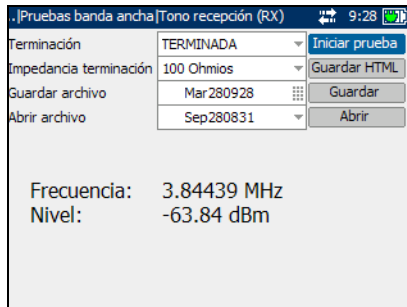 ..|Pruebas banda ancha|Tono recepción (RX) 9:28
Terminación TERMINADA Iniciar prueba
Impedancia terminación 100 Ohmios Guardar HTML
Guardar archivo Mar280928 Guardar
Abrir archivo Sep280831 Abrir
Frecuencia: 3.84439 MHz
Nivel: -63.84 dBm